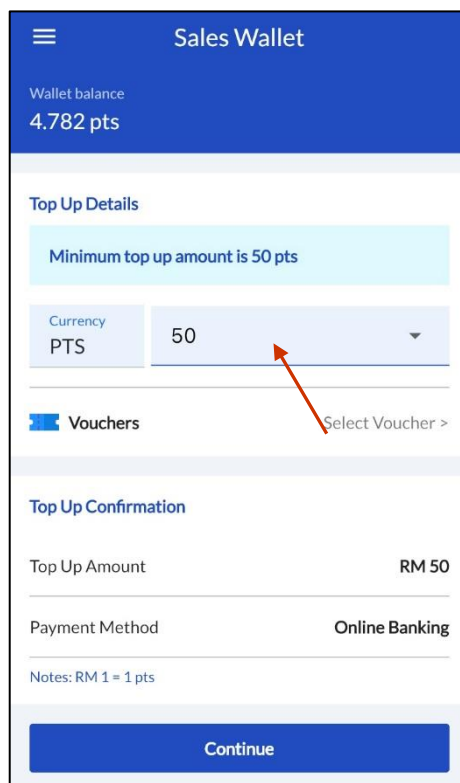 Sales Wallet
Wallet balance
4.782 pts
Top Up Details
Minimum top up amount is 50 pts
Currency
PTS
50
Vouchers
Select Voucher >
Top Up Confirmation
Top Up Amount
RM 50
Payment Method
Online Banking
Notes: RM 1 = 1 pts
Continue